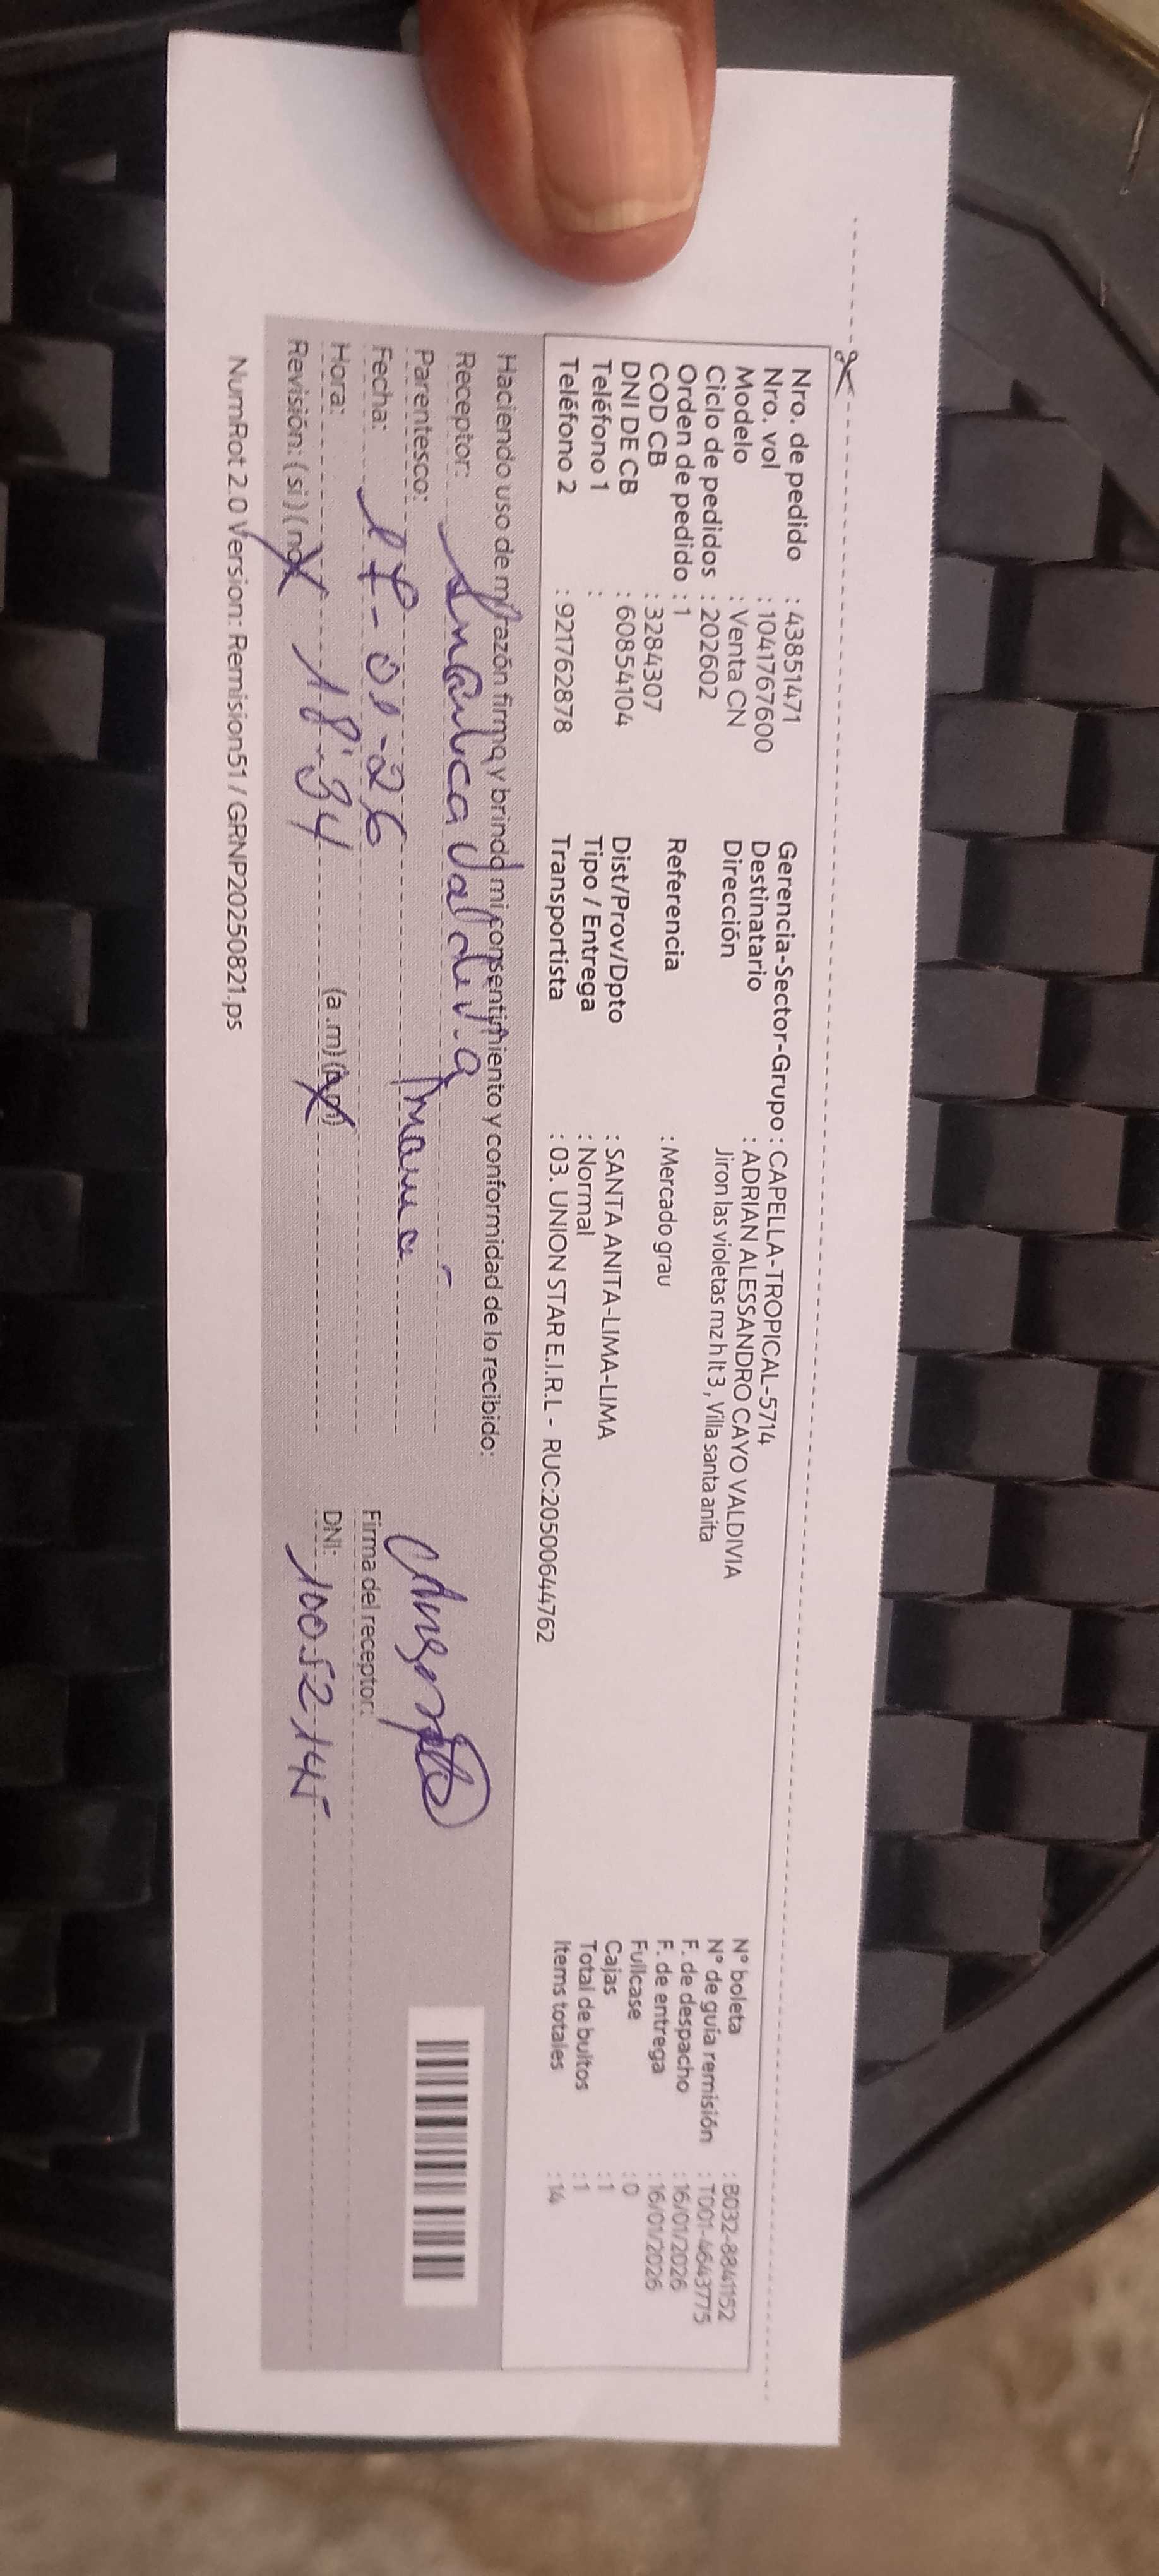 Nro. de pedido : 43851471
Nro. vol : 1041767600
Modelo : Venta CN
Ciclo de pedidos : 202602
Orden de pedido : 1
COD CB : 3284307
DNI DE CB : 60854104
Teléfono 1 :
Teléfono 2 : 921762878
Gerencia-Sector-Grupo : CAPELLA-TROPICAL-5714
Destinatario : ADRIAN ALESSANDRO CAYO VALDIVIA
Dirección Jiron las violetas mz h lt 3 , Villa santa anita
Referencia : Mercado grau
Dist/Prov/Dpto : SANTA ANITA-LIMA-LIMA
Tipo / Entrega : Normal
Transportista : 03. UNION STAR E.I.R.L - RUC:20500644762
N° boleta : B032-8841152
N° de guía remisión : T001-4643775
F. de despacho : 16/01/2026
F. de entrega : 16/01/2026
Fullcase : 0
Cajas : 1
Total de bultos : 1
Items totales : 14
Haciendo uso de mi razón firma y brindo mi consentimiento y conformidad de lo recibido:
Receptor: Valdivia
Parentesco: mamá
Fecha: 17-01-26
Hora: 18:34 (a .m) (p.m)
Revisión: (si) (no)
Firma del receptor:
DNI: 10052145
NumRot 2.0 Version: Remision51 / GRNP20250821.ps